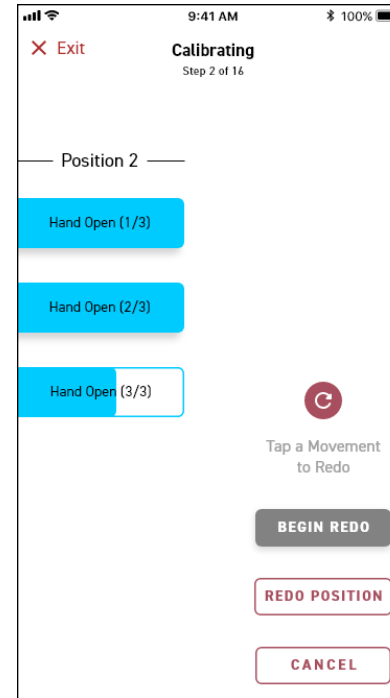 9:41 AM
100%
Exit
Calibrating
Step 2 of 16
Position 2
Hand Open (1/3)
Hand Open (2/3)
Hand Open (3/3)
Tap a Movement
to Redo
BEGIN REDO
REDO POSITION
CANCEL